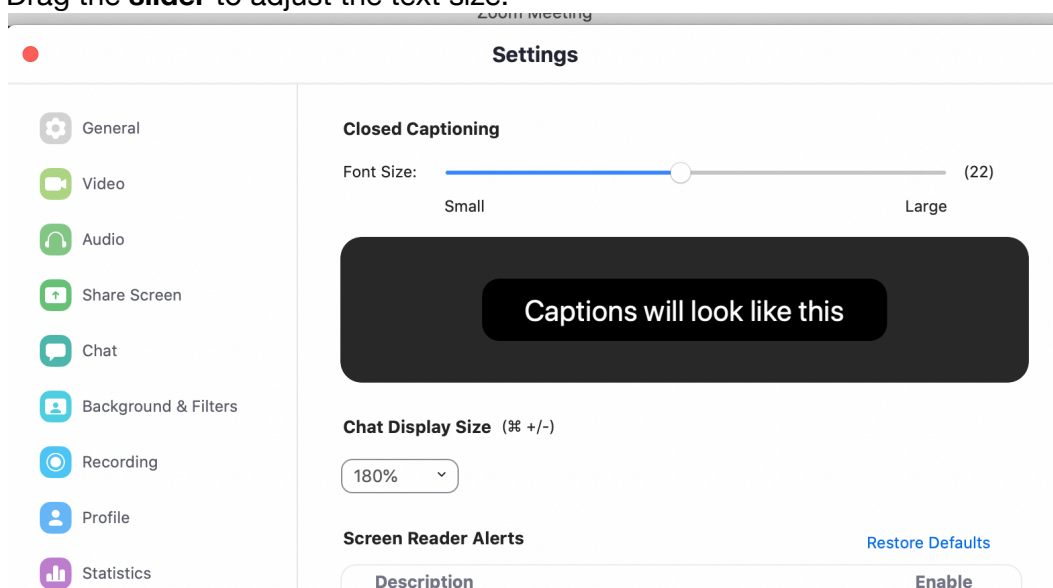 Drag the slider to adjust the text size.
Zoom Meeting
Settings
General
Video
Audio
Share Screen
Chat
Background & Filters
Recording
Profile
Statistics
Closed Captioning
Font Size:
(22)
Small
Large
Captions will look like this
Chat Display Size (⌘ +/-)
180%
Screen Reader Alerts
Restore Defaults
Description
Enable